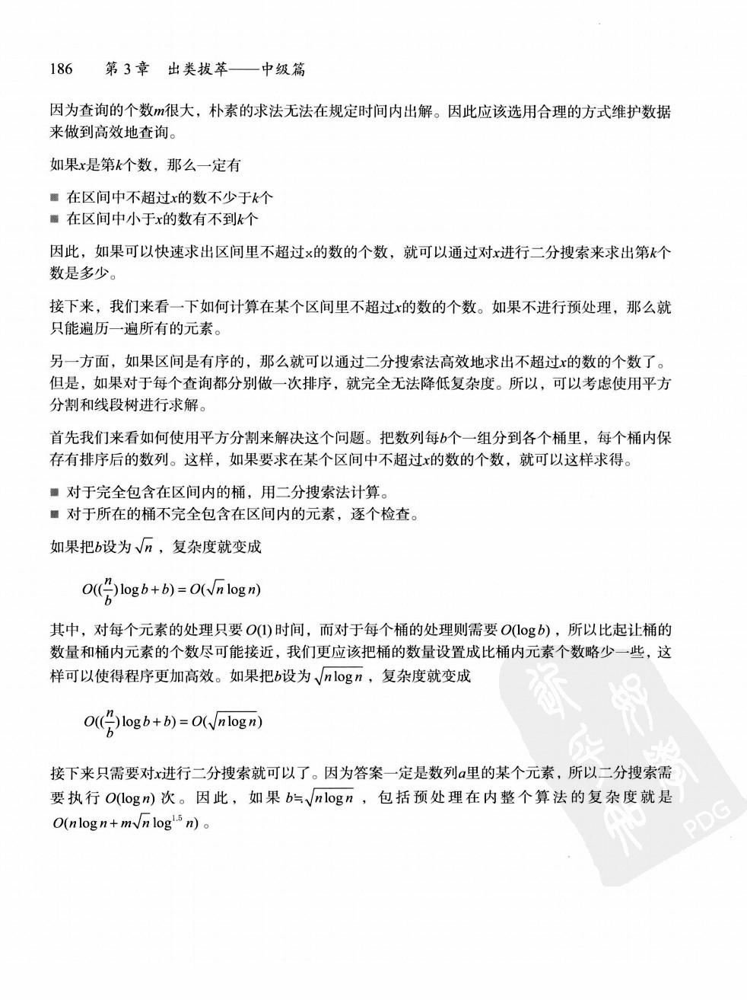 186 第 3 章 出类拔萃——中级篇
因为查询的个数m很大，朴素的求法无法在规定时间内出解。因此应该选用合理的方式维护数据
来做到高效地查询。
如果x是第k个数，那么一定有
■ 在区间中不超过x的数不少于k个
■ 在区间中小于x的数有不到k个
因此，如果可以快速求出区间里不超过x的数的个数，就可以通过对x进行二分搜索来求出第k个
数是多少。
接下来，我们来看一下如何计算在某个区间里不超过x的数的个数。如果不进行预处理，那么就
只能遍历一遍所有的元素。
另一方面，如果区间是有序的，那么就可以通过二分搜索法高效地求出不超过x的数的个数了。
但是，如果对于每个查询都分别做一次排序，就完全无法降低复杂度。所以，可以考虑使用平方
分割和线段树进行求解。
首先我们来看如何使用平方分割来解决这个问题。把数列每b个一组分到各个桶里，每个桶内保
存有排序后的数列。这样，如果要求在某个区间中不超过x的数的个数，就可以这样求得。
■ 对于完全包含在区间内的桶，用二分搜索法计算。
■ 对于所在的桶不完全包含在区间内的元素，逐个检查。
如果把b设为√n，复杂度就变成
O((n/b)log b+b)=O(√n log n)
其中，对每个元素的处理只要 O(1) 时间，而对于每个桶的处理则需要 O(log b)，所以比起让桶的
数量和桶内元素的个数尽可能接近，我们更应该把桶的数量设置成比桶内元素个数略少一些，这
样可以使得程序更加高效。如果把b设为√(n log n)，复杂度就变成
O((n/b)log b+b)=O(√(n log n))
接下来只需要对x进行二分搜索就可以了。因为答案一定是数列a里的某个元素，所以二分搜索需
要执行 O(log n) 次。因此，如果 b≒√(n log n)，包括预处理在内整个算法的复杂度就是
O(n log n+m√n log^1.5 n)。
PDG